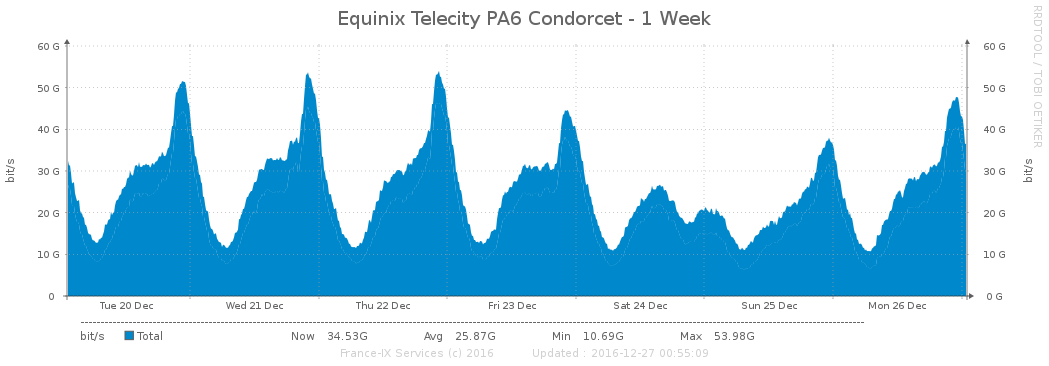 Equinix Telecity PA6 Condorcet - 1 Week
RRDTOOL / TOBI OETIKER
bit/s
60 G 60 G
50 G 50 G
40 G 40 G
30 G 30 G
20 G 20 G
10 G 10 G
0 0 G
bit/s
Tue 20 Dec Wed 21 Dec Thu 22 Dec Fri 23 Dec Sat 24 Dec Sun 25 Dec Mon 26 Dec
bit/s Total Now 34.53G Avg 25.87G Min 10.69G Max 53.98G
France-IX Services (c) 2016 Updated : 2016-12-27 00:55:09